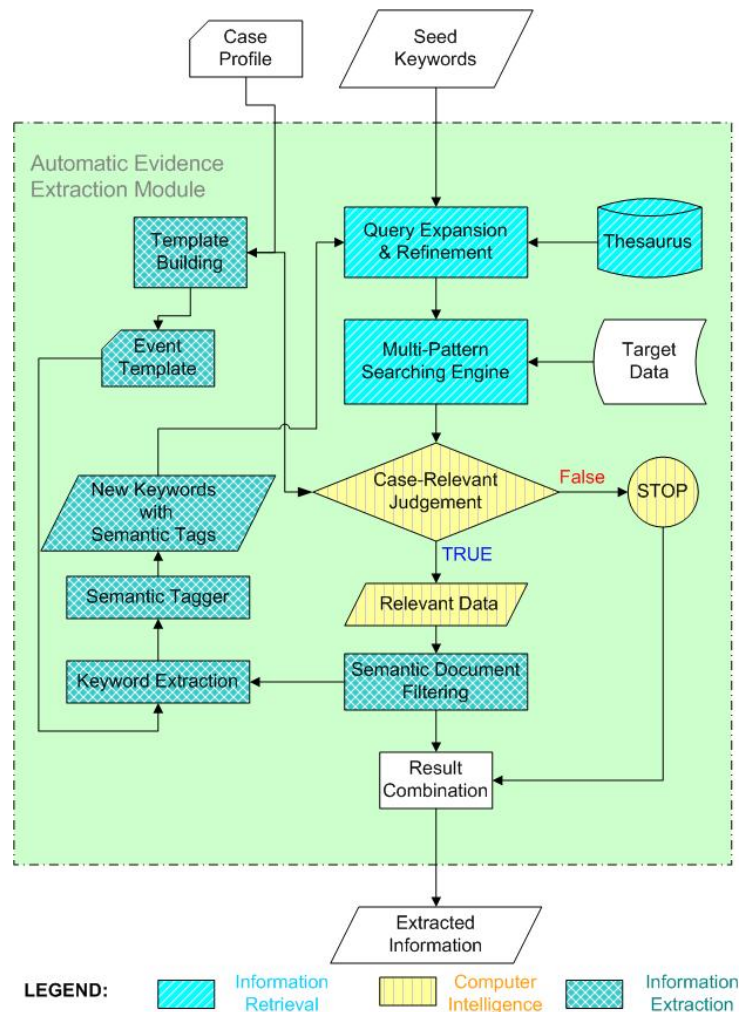 Case
Profile
Seed
Keywords
Automatic Evidence
Extraction Module
Template
Building
Query Expansion
& Refinement
Thesaurus
Event
Template
Multi-Pattern
Searching Engine
Target
Data
New Keywords
with
Semantic Tags
Case-Relevant
Judgement
False
STOP
TRUE
Semantic Tagger
Relevant Data
Keyword Extraction
Semantic Document
Filtering
Result
Combination
Extracted
Information
LEGEND:
Information
Retrieval
Computer
Intelligence
Information
Extraction